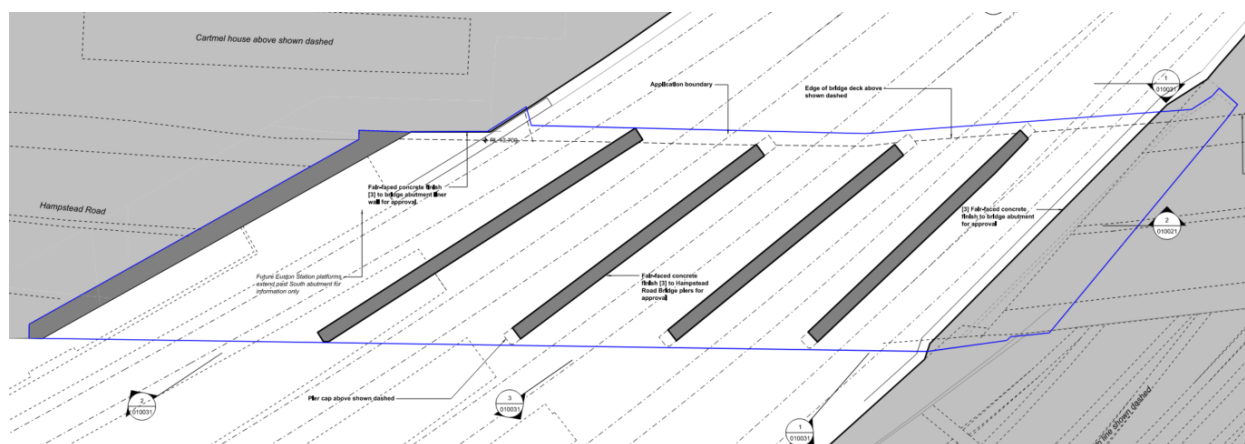 Cartmel house above shown dashed
Application boundary
Edge of bridge deck above
shown dashed
1
010031
Fair-faced concrete finish
[3] to bridge abutment liner
wall for approval.
Hampstead Road
[3] Fair-faced concrete
finish to bridge abutment
for approval
2
010021
Future Euston Station platforms
extend past South abutment for
information only
Fair-faced concrete
finish [3] to Hampstead
Road Bridge piers for
approval
Pier cap above shown dashed
2
010031
3
010031
1
010031
line shown dashed